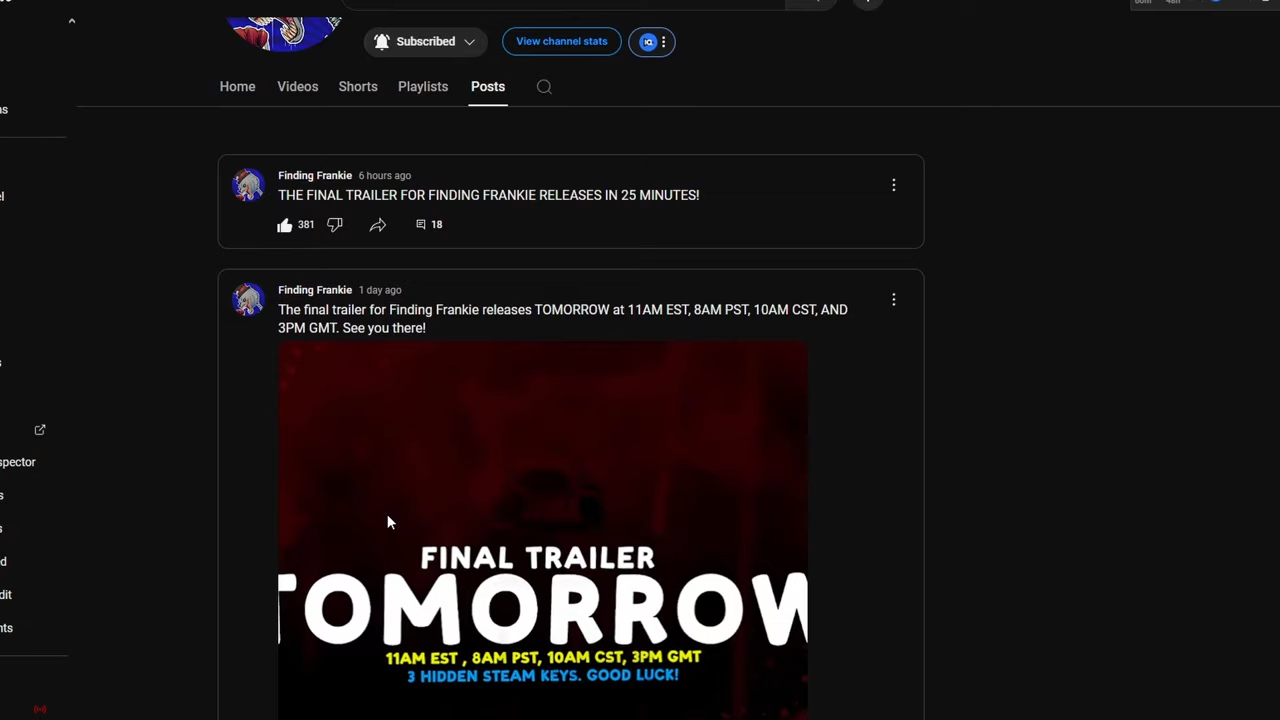 Subscribed
View channel stats
Home Videos Shorts Playlists Posts
Finding Frankie 6 hours ago
THE FINAL TRAILER FOR FINDING FRANKIE RELEASES IN 25 MINUTES!
381 18
Finding Frankie 1 day ago
The final trailer for Finding Frankie releases TOMORROW at 11AM EST, 8AM PST, 10AM CST, AND
3PM GMT. See you there!
FINAL TRAILER
TOMORROW
11AM EST , 8AM PST, 10AM CST, 3PM GMT
3 HIDDEN STEAM KEYS. GOOD LUCK!